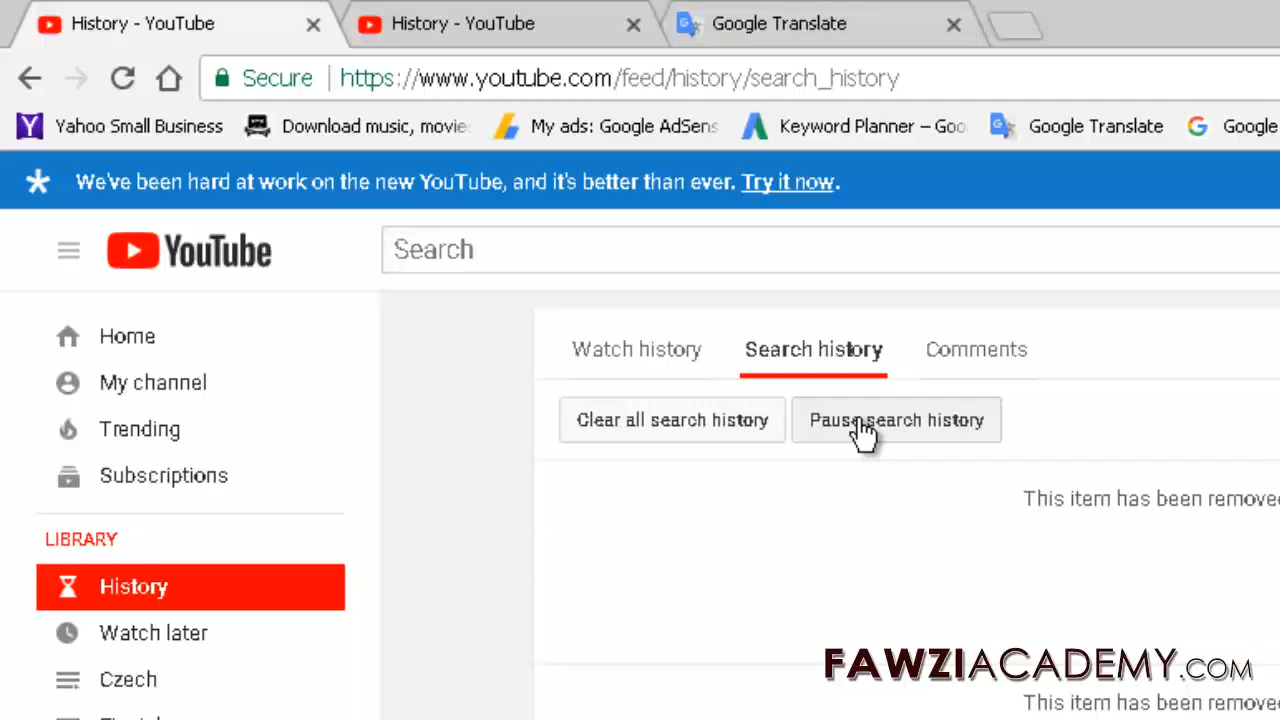 History - YouTube
History - YouTube
Google Translate
Secure
https://www.youtube.com/feed/history/search_history
Yahoo Small Business
Download music, movie
My ads: Google AdSens
Keyword Planner – Goo
Google Translate
Google
We've been hard at work on the new YouTube, and it's better than ever. Try it now.
YouTube
Search
Home
My channel
Trending
Subscriptions
LIBRARY
History
Watch later
Czech
Watch history
Search history
Comments
Clear all search history
Pause search history
This item has been remove
This item has been remove
FAWZIACADEMY.COM